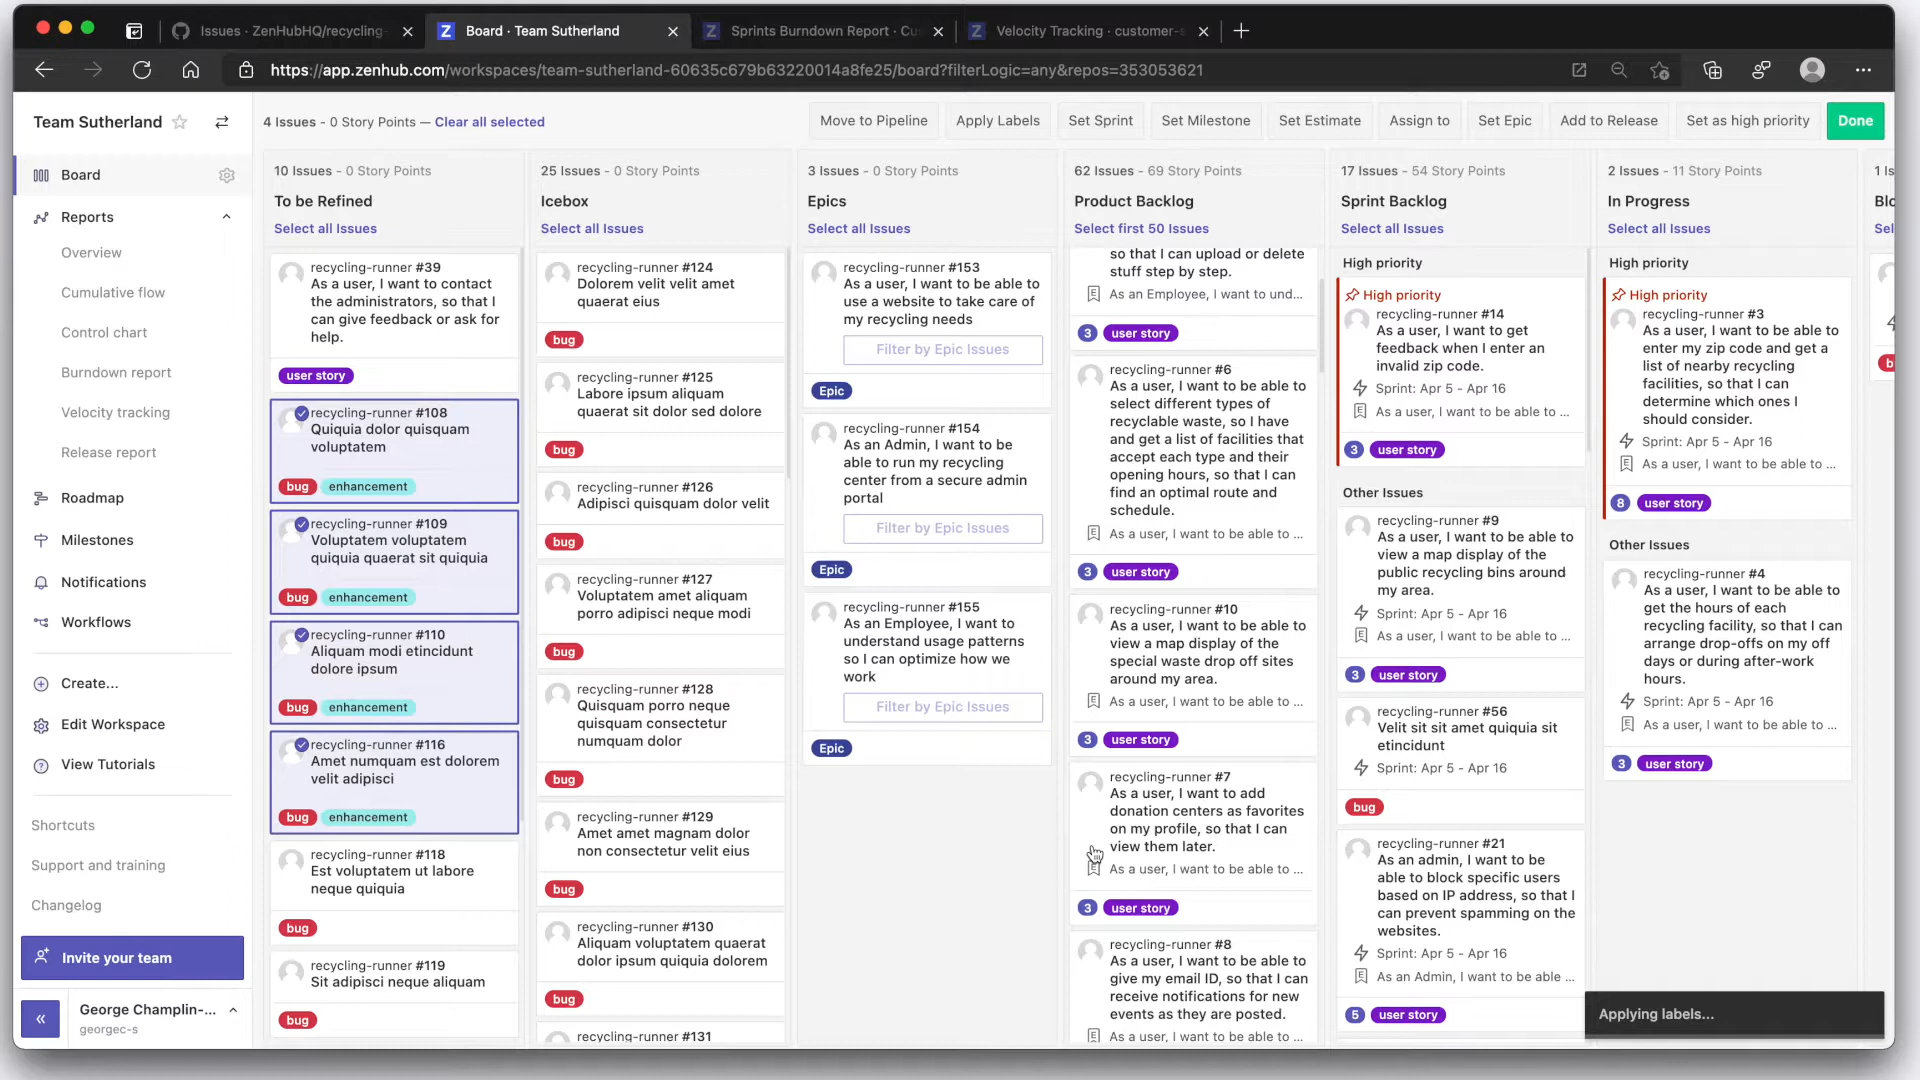 Issues · ZenHubHQ/recycling-
Board · Team Sutherland
Sprints Burndown Report · Cu
Velocity Tracking · customer-s
https://app.zenhub.com/workspaces/team-sutherland-60635c679b63220014a8fe25/board?filterLogic=any&repos=353053621
Team Sutherland
Board
Reports
Overview
Cumulative flow
Control chart
Burndown report
Velocity tracking
Release report
Roadmap
Milestones
Notifications
Workflows
Create...
Edit Workspace
View Tutorials
Shortcuts
Support and training
Changelog
Invite your team
George Champlin-...
georgec-s
4 Issues - 0 Story Points — Clear all selected
Move to Pipeline
Apply Labels
Set Sprint
Set Milestone
Set Estimate
Assign to
Set Epic
Add to Release
Set as high priority
Done
10 Issues - 0 Story Points
To be Refined
Select all Issues
recycling-runner #39
As a user, I want to contact
the administrators, so that I
can give feedback or ask for
help.
user story
recycling-runner #108
Quiquia dolor quisquam
voluptatem
bug enhancement
recycling-runner #109
Voluptatem voluptatem
quiquia quaerat sit quiquia
bug enhancement
recycling-runner #110
Aliquam modi etincidunt
dolore ipsum
bug enhancement
recycling-runner #116
Amet numquam est dolorem
velit adipisci
bug enhancement
recycling-runner #118
Est voluptatem ut labore
neque quiquia
bug
recycling-runner #119
Sit adipisci neque aliquam
bug
25 Issues - 0 Story Points
Icebox
Select all Issues
recycling-runner #124
Dolorem velit velit amet
quaerat eius
bug
recycling-runner #125
Labore ipsum aliquam
quaerat sit dolor sed dolore
bug
recycling-runner #126
Adipisci quisquam dolor velit
bug
recycling-runner #127
Voluptatem amet aliquam
porro adipisci neque modi
bug
recycling-runner #128
Quisquam porro neque
quisquam consectetur
numquam dolor
bug
recycling-runner #129
Amet amet magnam dolor
non consectetur velit eius
bug
recycling-runner #130
Aliquam voluptatem quaerat
dolor ipsum quiquia dolorem
bug
recycling-runner #131
3 Issues - 0 Story Points
Epics
Select all Issues
recycling-runner #153
As a user, I want to be able to
use a website to take care of
my recycling needs
Filter by Epic Issues
Epic
recycling-runner #154
As an Admin, I want to be
able to run my recycling
center from a secure admin
portal
Filter by Epic Issues
Epic
recycling-runner #155
As an Employee, I want to
understand usage patterns
so I can optimize how we
work
Filter by Epic Issues
Epic
62 Issues - 69 Story Points
Product Backlog
Select first 50 Issues
so that I can upload or delete
stuff step by step.
As an Employee, I want to und...
3 user story
recycling-runner #6
As a user, I want to be able to
select different types of
recyclable waste, so I have
and get a list of facilities that
accept each type and their
opening hours, so that I can
find an optimal route and
schedule.
As a user, I want to be able to ...
3 user story
recycling-runner #10
As a user, I want to be able to
view a map display of the
special waste drop off sites
around my area.
As a user, I want to be able to ...
3 user story
recycling-runner #7
As a user, I want to add
donation centers as favorites
on my profile, so that I can
view them later.
As a user, I want to be able to ...
3 user story
recycling-runner #8
As a user, I want to be able to
give my email ID, so that I can
receive notifications for new
events as they are posted.
As a user, I want to be able to ...
17 Issues - 54 Story Points
Sprint Backlog
Select all Issues
High priority
High priority
recycling-runner #14
As a user, I want to get
feedback when I enter an
invalid zip code.
Sprint: Apr 5 - Apr 16
As a user, I want to be able to ...
3 user story
Other Issues
recycling-runner #9
As a user, I want to be able to
view a map display of the
public recycling bins around
my area.
Sprint: Apr 5 - Apr 16
As a user, I want to be able to ...
3 user story
recycling-runner #56
Velit sit sit amet quiquia sit
etincidunt
Sprint: Apr 5 - Apr 16
bug
recycling-runner #21
As an admin, I want to be
able to block specific users
based on IP address, so that I
can prevent spamming on the
websites.
Sprint: Apr 5 - Apr 16
As an Admin, I want to be able ...
5 user story
2 Issues - 11 Story Points
In Progress
Select all Issues
High priority
High priority
recycling-runner #3
As a user, I want to be able to
enter my zip code and get a
list of nearby recycling
facilities, so that I can
determine which ones I
should consider.
Sprint: Apr 5 - Apr 16
As a user, I want to be able to ...
8 user story
Other Issues
recycling-runner #4
As a user, I want to be able to
get the hours of each
recycling facility, so that I can
arrange drop-offs on my off
days or during after-work
hours.
Sprint: Apr 5 - Apr 16
As a user, I want to be able to ...
3 user story
1 Is
Blo
Sel
b
Applying labels...